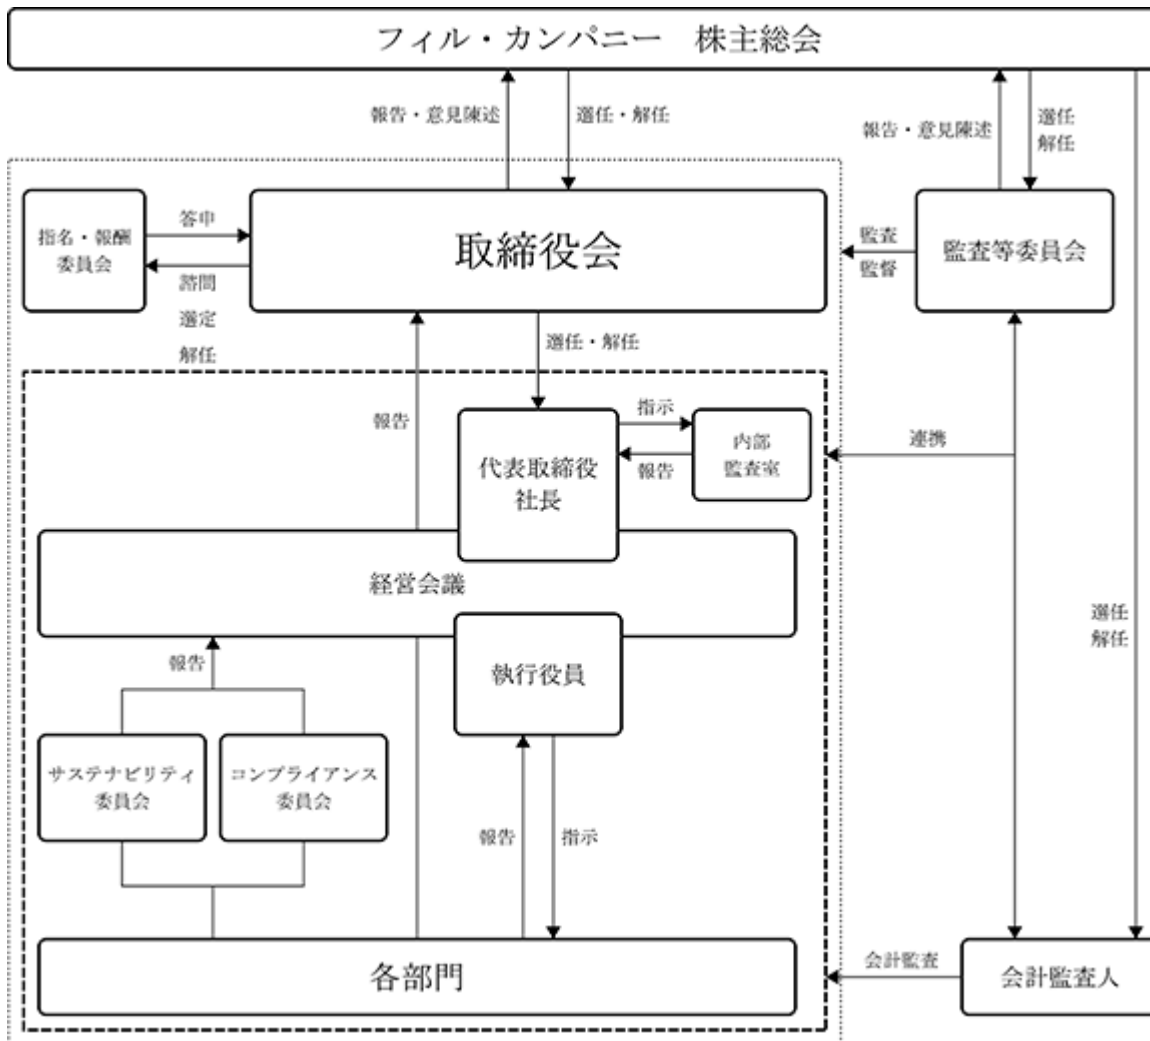 フィル・カンパニー　株主総会
報告・意見陳述
選任・解任
報告・意見陳述
選任
解任
指名・報酬
委員会
答申
諮問
選定
解任
取締役会
監査
監督
監査等委員会
選任・解任
報告
代表取締役
社長
指示
報告
内部
監査室
連携
経営会議
選任
解任
報告
執行役員
サステナビリティ
委員会
コンプライアンス
委員会
報告
指示
各部門
会計監査
会計監査人